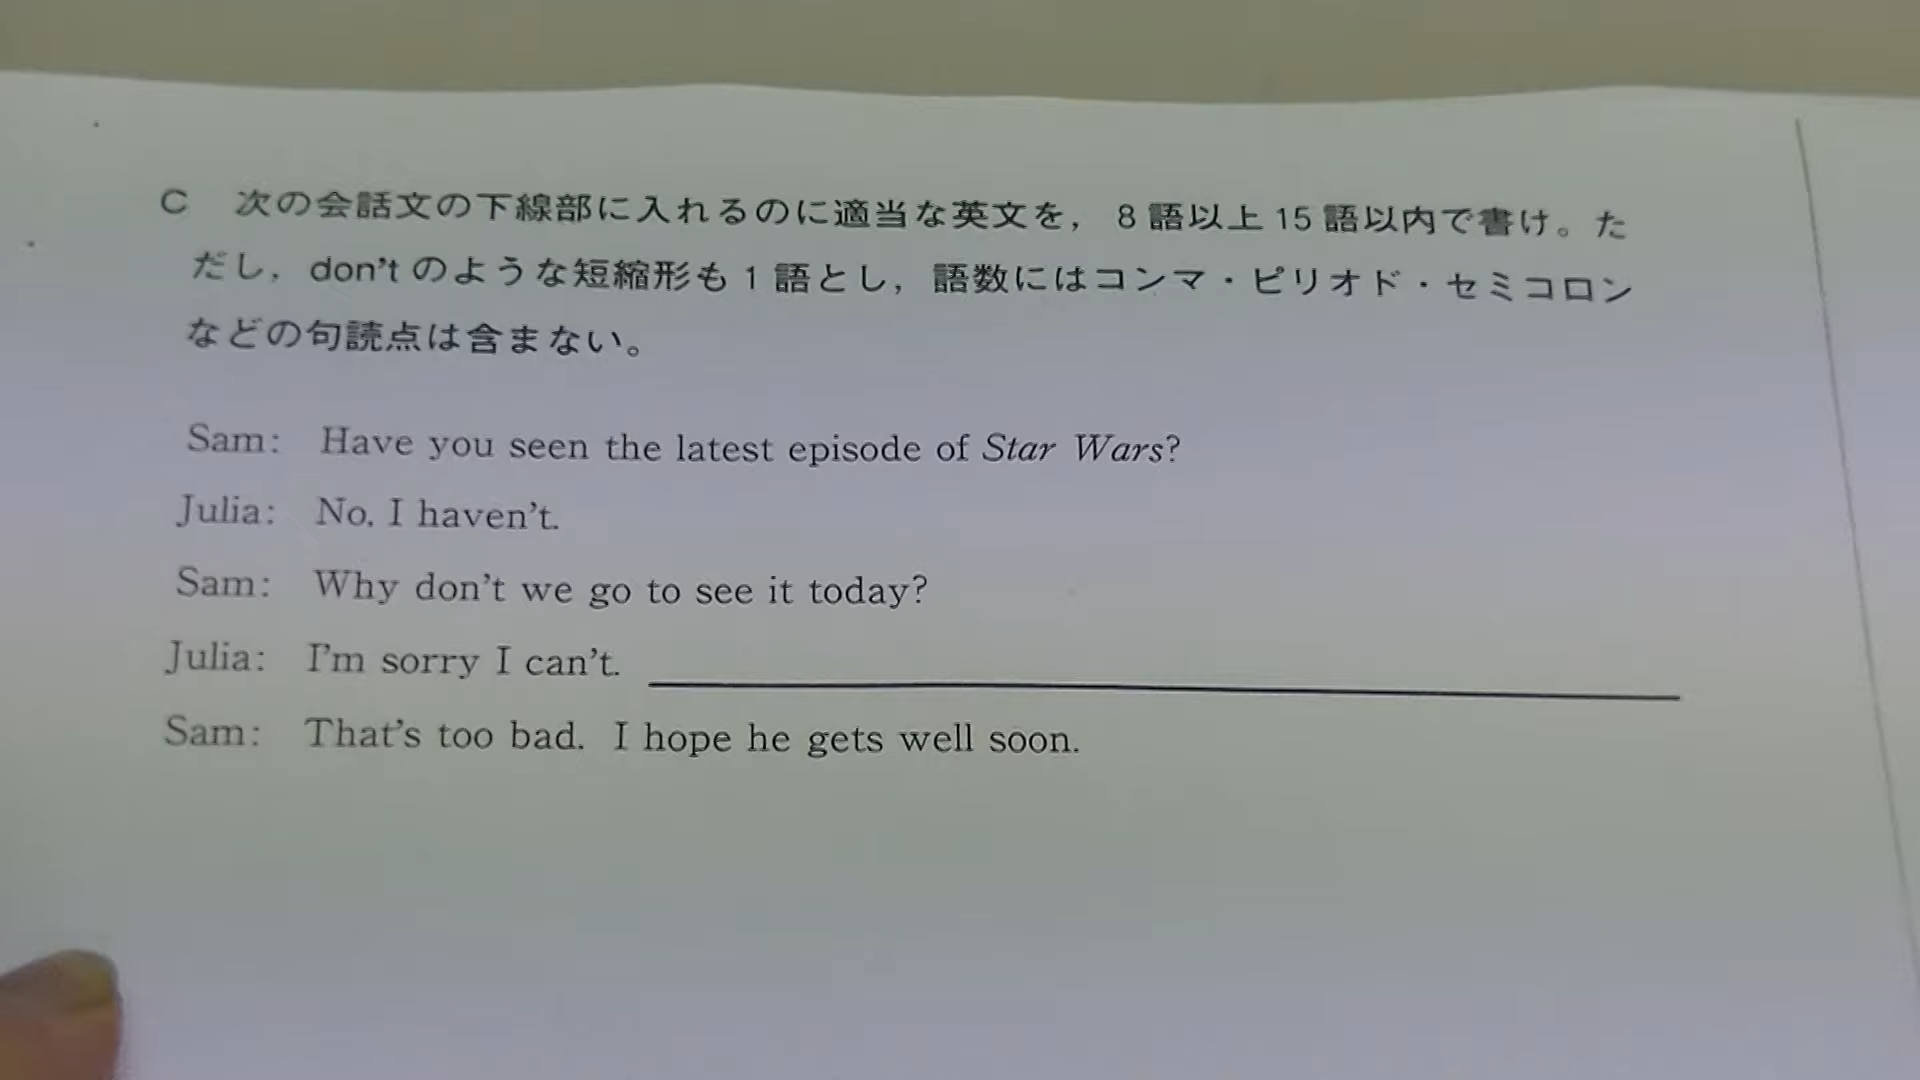 C 次の会話文の下線部に入れるのに適当な英文を，8語以上15語以内で書け。た
だし，don'tのような短縮形も1語とし，語数にはコンマ・ピリオド・セミコロン
などの句読点は含まない。
Sam: Have you seen the latest episode of Star Wars?
Julia: No, I haven't.
Sam: Why don't we go to see it today?
Julia: I'm sorry I can't.
Sam: That's too bad. I hope he gets well soon.